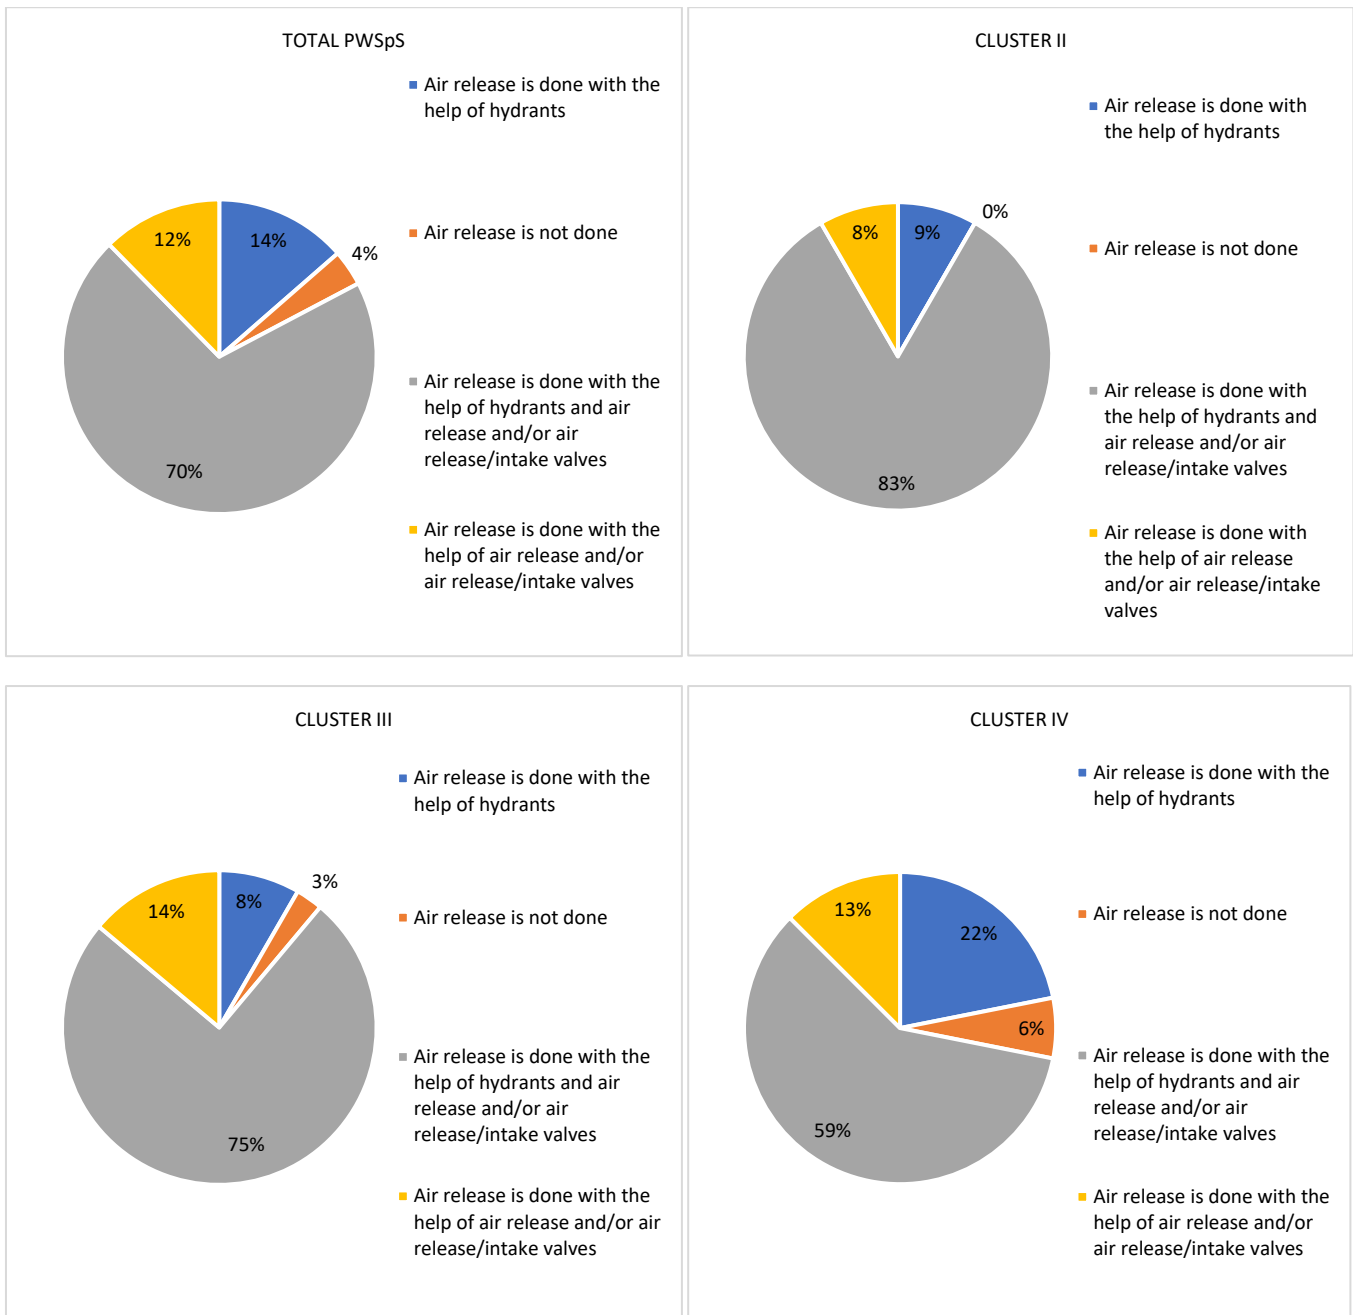 TOTAL PWSpS
Air release is done with the
help of hydrants
Air release is not done
Air release is done with the
help of hydrants and air
release and/or air
release/intake valves
Air release is done with the
help of air release and/or
air release/intake valves
12%
14%
4%
70%
CLUSTER II
Air release is done with
the help of hydrants
Air release is not done
Air release is done with
the help of hydrants and
air release and/or air
release/intake valves
Air release is done with
the help of air release
and/or air release/intake
valves
8%
9%
0%
83%
CLUSTER III
Air release is done with the
help of hydrants
Air release is not done
Air release is done with the
help of hydrants and air
release and/or air
release/intake valves
Air release is done with the
help of air release and/or air
release/intake valves
14%
8%
3%
75%
CLUSTER IV
Air release is done with the
help of hydrants
Air release is not done
Air release is done with the
help of hydrants and air
release and/or air
release/intake valves
Air release is done with the
help of air release and/or
air release/intake valves
13%
22%
6%
59%